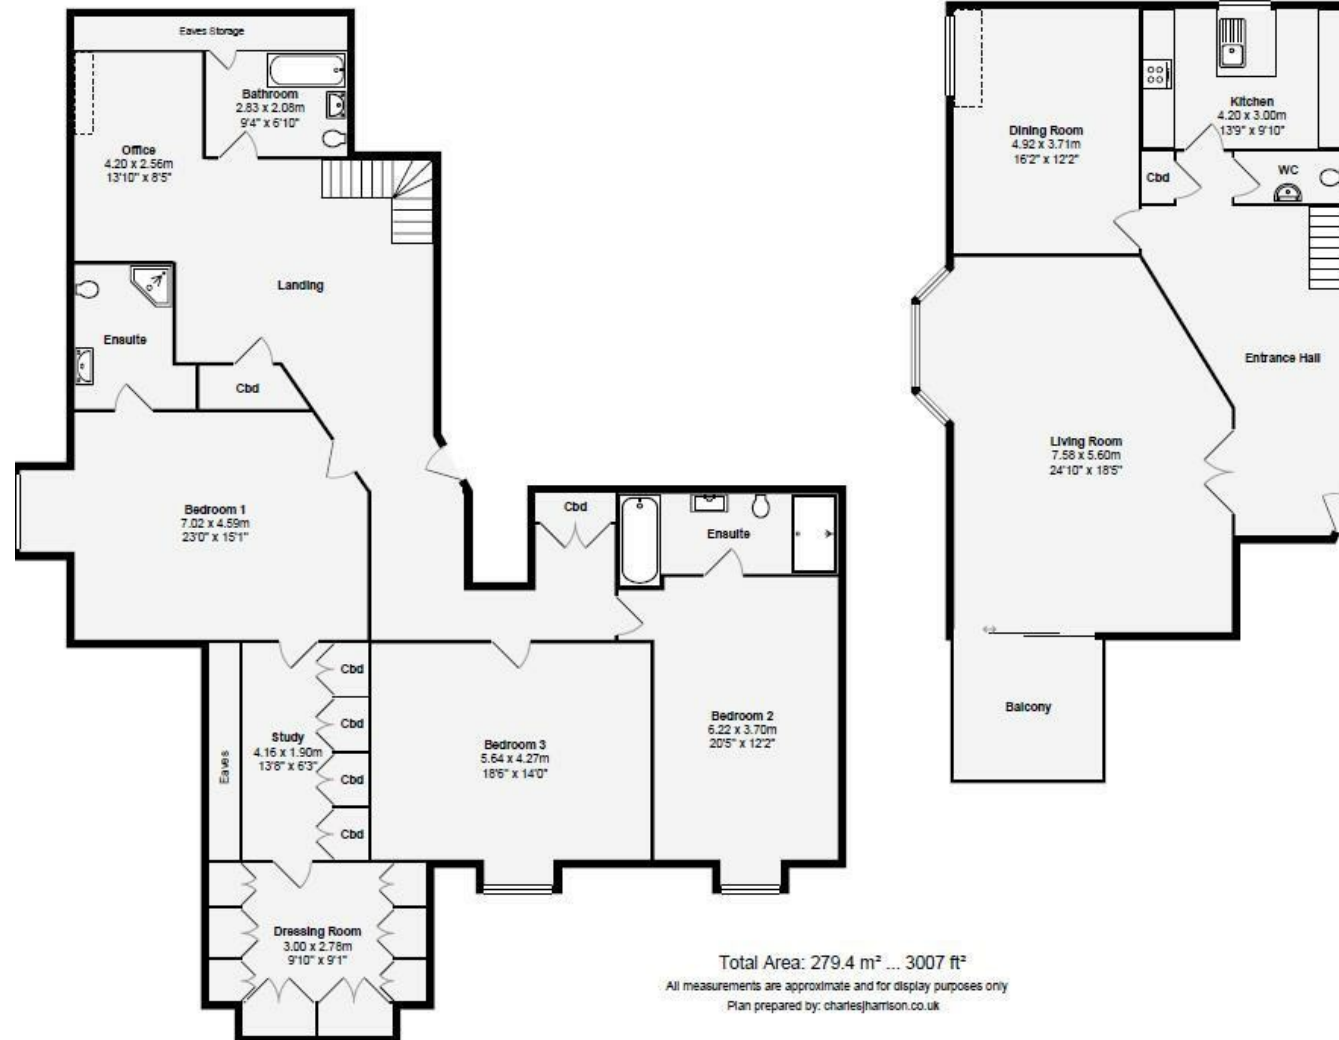 Eaves Storage
Bathroom
2.83 x 2.08m
9'4" x 6'10"
Office
4.20 x 2.56m
13'10" x 8'5"
Landing
Ensuite
Cbd
Bedroom 1
7.02 x 4.59m
23'0" x 15'1"
Cbd
Ensuite
Cbd
Cbd
Cbd
Cbd
Study
4.16 x 1.90m
13'8" x 6'3"
Eaves
Bedroom 3
5.64 x 4.27m
18'6" x 14'0"
Bedroom 2
6.22 x 3.70m
20'5" x 12'2"
Dressing Room
3.00 x 2.78m
9'10" x 9'1"
Dining Room
4.92 x 3.71m
16'2" x 12'2"
Kitchen
4.20 x 3.00m
13'9" x 9'10"
Cbd
WC
Entrance Hall
Living Room
7.58 x 5.60m
24'10" x 18'5"
Balcony
Total Area: 279.4 m² ... 3007 ft²
All measurements are approximate and for display purposes only
Plan prepared by: charlesjharrison.co.uk